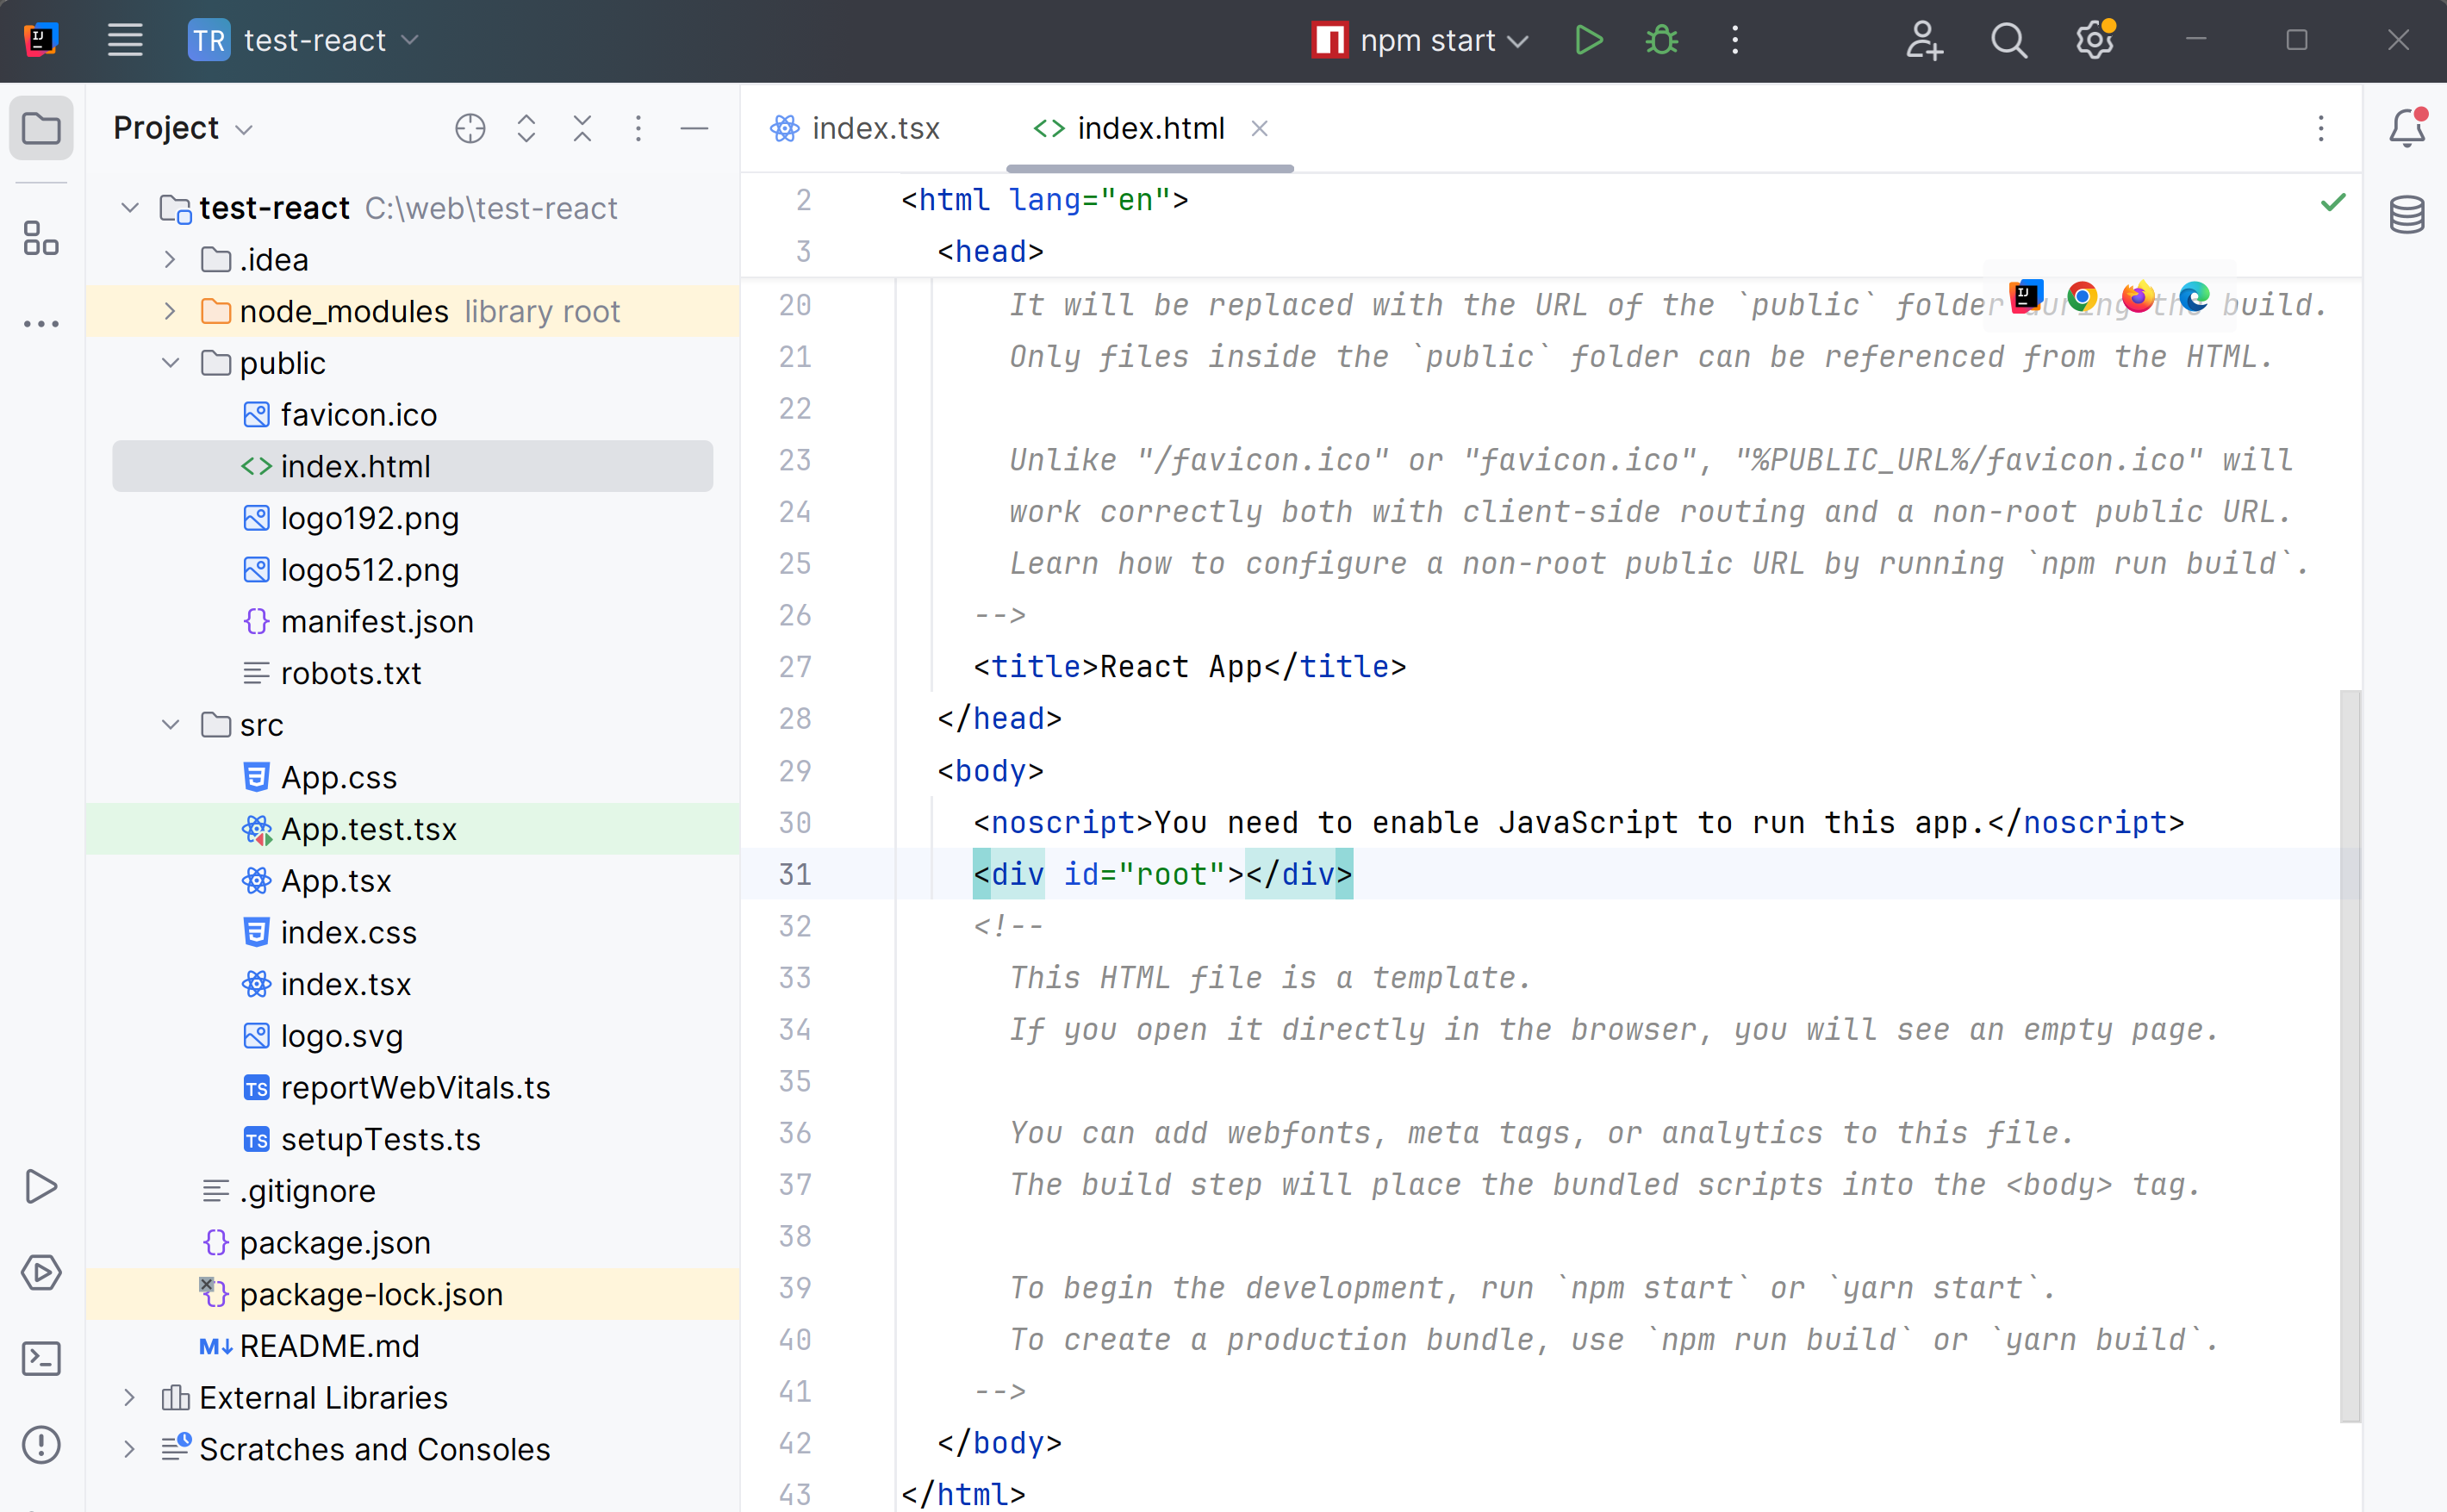 TR test-react
npm start
Project
test-react C:\web\test-react
.idea
node_modules library root
public
favicon.ico
index.html
logo192.png
logo512.png
manifest.json
robots.txt
src
App.css
App.test.tsx
App.tsx
index.css
index.tsx
logo.svg
TS reportWebVitals.ts
TS setupTests.ts
.gitignore
package.json
package-lock.json
M↓ README.md
External Libraries
Scratches and Consoles
index.tsx
index.html
2 <html lang="en">
3 <head>
20 It will be replaced with the URL of the `public` folder during the build.
21 Only files inside the `public` folder can be referenced from the HTML.
22
23 Unlike "/favicon.ico" or "favicon.ico", "%PUBLIC_URL%/favicon.ico" will
24 work correctly both with client-side routing and a non-root public URL.
25 Learn how to configure a non-root public URL by running `npm run build`.
26 -->
27 <title>React App</title>
28 </head>
29 <body>
30 <noscript>You need to enable JavaScript to run this app.</noscript>
31 <div id="root"></div>
32 <!--
33 This HTML file is a template.
34 If you open it directly in the browser, you will see an empty page.
35
36 You can add webfonts, meta tags, or analytics to this file.
37 The build step will place the bundled scripts into the <body> tag.
38
39 To begin the development, run `npm start` or `yarn start`.
40 To create a production bundle, use `npm run build` or `yarn build`.
41 -->
42 </body>
43 </html>